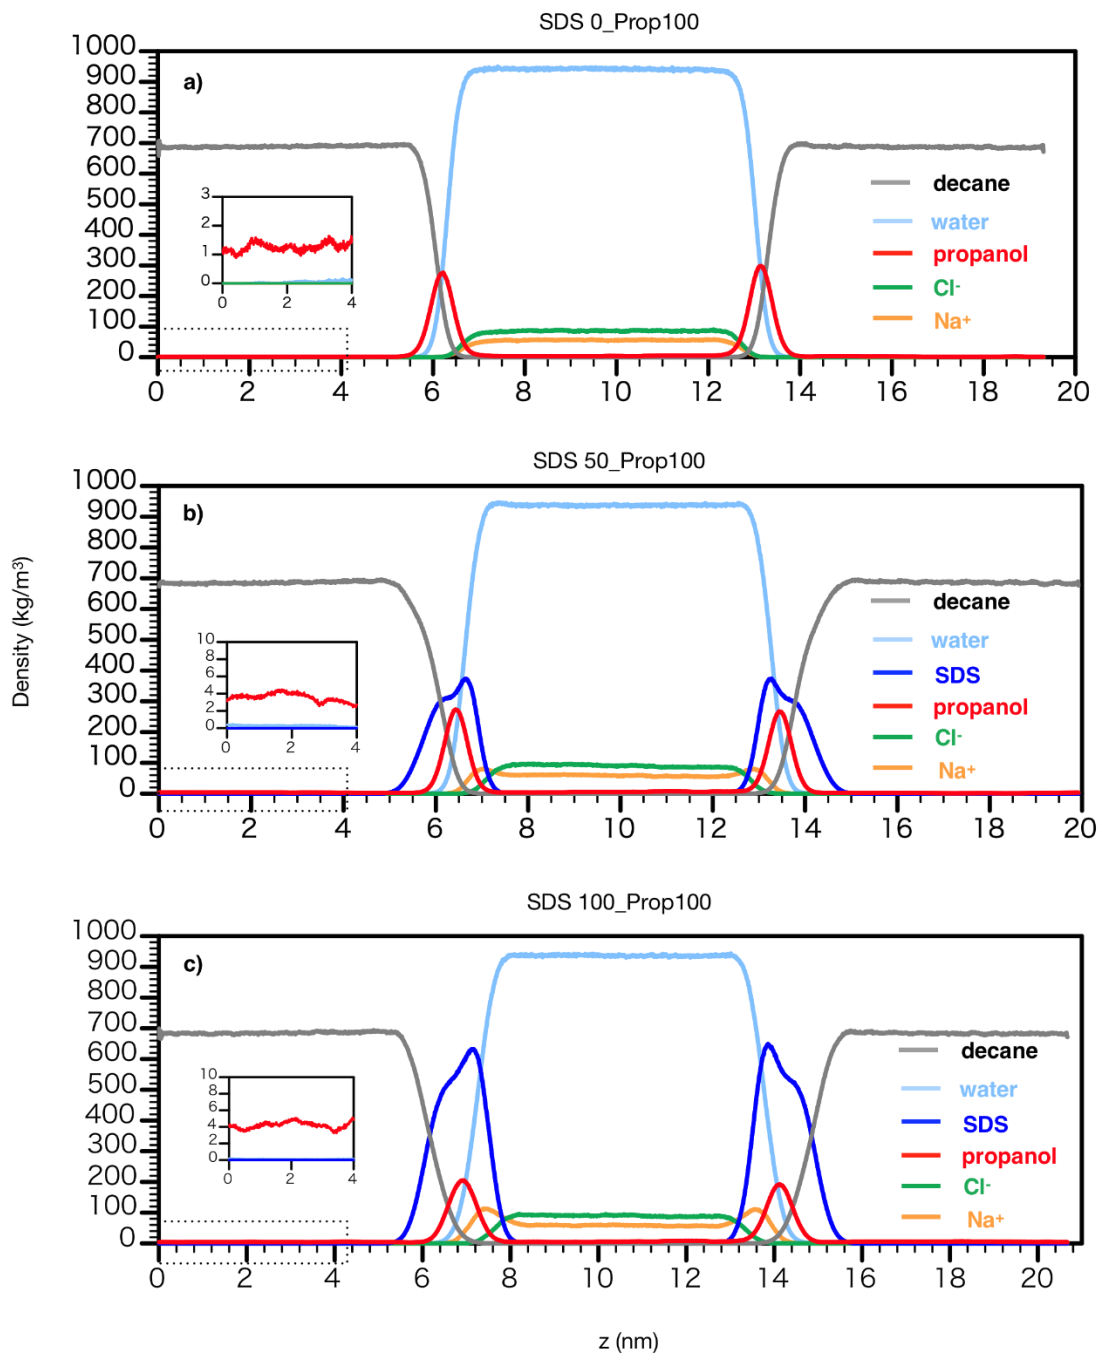 SDS 0_Prop100
a)
1000
900
800
700
600
500
400
300
200
100
0
3
2
1
0
0 2 4
decane
water
propanol
Cl-
Na+
0 2 4 6 8 10 12 14 16 18 20
SDS 50_Prop100
b)
1000
900
800
700
600
500
400
300
200
100
0
10
8
6
4
2
0
0 2 4
decane
water
SDS
propanol
Cl-
Na+
0 2 4 6 8 10 12 14 16 18 20
Density (kg/m³)
SDS 100_Prop100
c)
1000
900
800
700
600
500
400
300
200
100
0
10
8
6
4
2
0
0 2 4
decane
water
SDS
propanol
Cl-
Na+
0 2 4 6 8 10 12 14 16 18 20
z (nm)